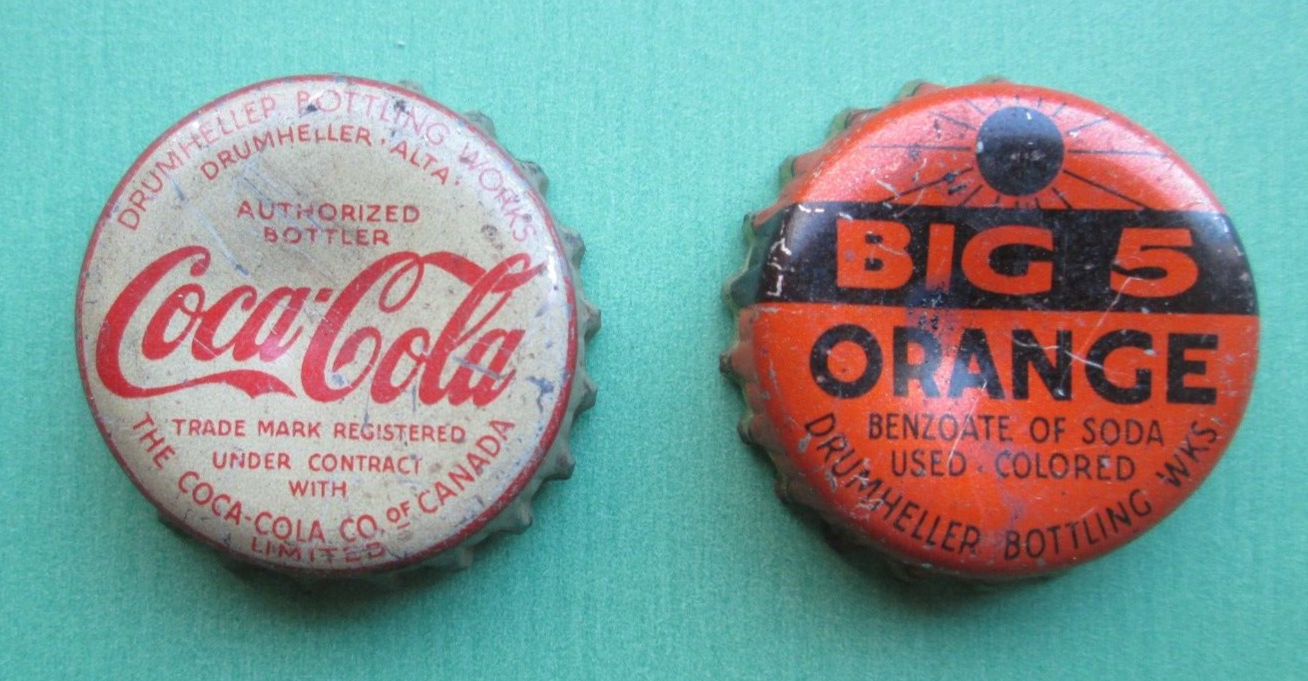 DRUMHELLER BOTTLING WORKS
DRUMHELLER · ALTA·
AUTHORIZED
BOTTLER
Coca-Cola
TRADE MARK REGISTERED
UNDER CONTRACT
WITH
THE COCA-COLA CO. OF CANADA
LIMITED
BIG 5
ORANGE
BENZOATE OF SODA
USED · COLORED
DRUMHELLER BOTTLING WKS.